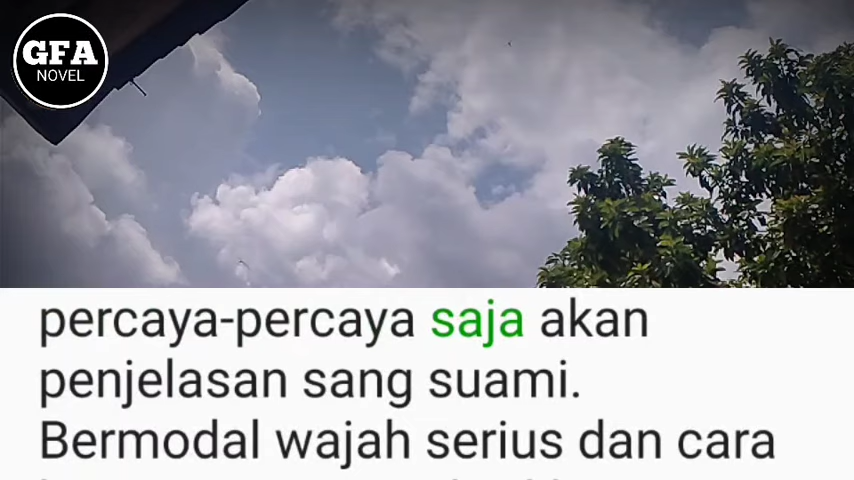 GFA
NOVEL
percaya-percaya saja akan
penjelasan sang suami.
Bermodal wajah serius dan cara